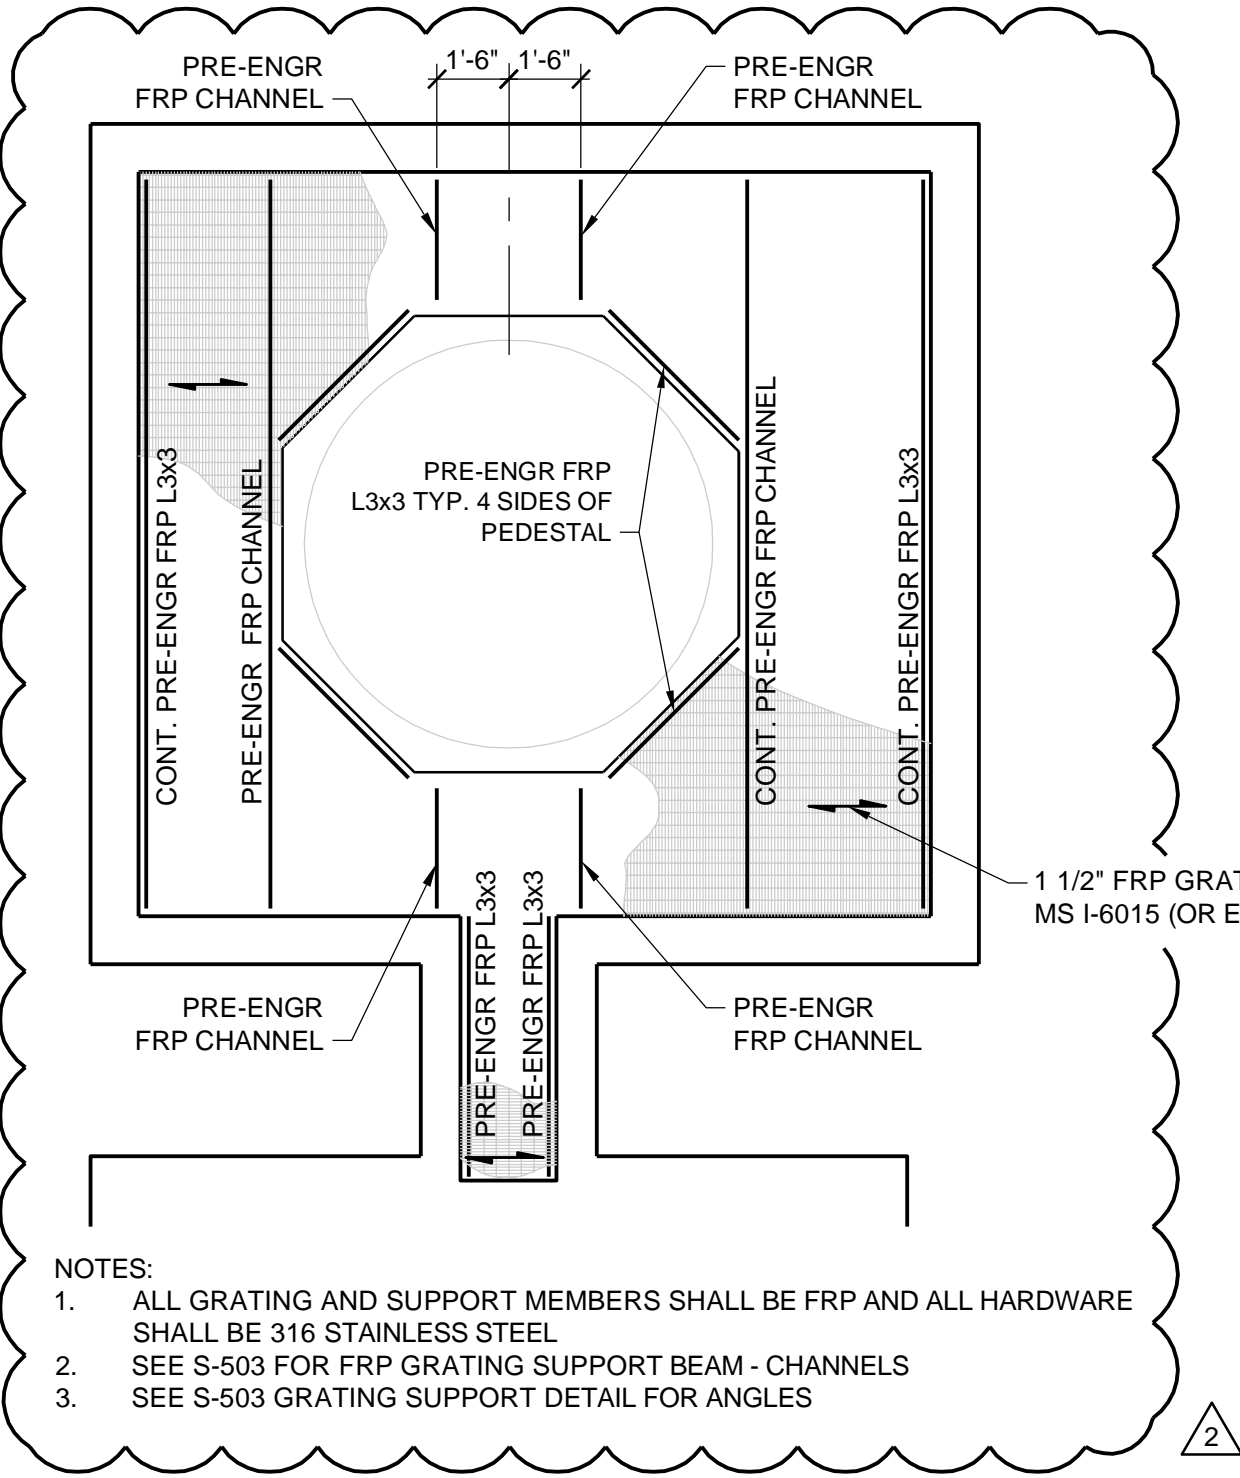 1'-6" 1'-6"
PRE-ENGR
FRP CHANNEL
PRE-ENGR
FRP CHANNEL
CONT. PRE-ENGR FRP L3x3
PRE-ENGR FRP CHANNEL
PRE-ENGR FRP
L3x3 TYP. 4 SIDES OF
PEDESTAL
CONT. PRE-ENGR FRP CHANNEL
CONT. PRE-ENGR FRP L3x3
1 1/2" FRP GRAT
MS I-6015 (OR E
PRE-ENGR FRP L3x3
PRE-ENGR FRP L3x3
PRE-ENGR
FRP CHANNEL
PRE-ENGR
FRP CHANNEL
NOTES:
1. ALL GRATING AND SUPPORT MEMBERS SHALL BE FRP AND ALL HARDWARE
SHALL BE 316 STAINLESS STEEL
2. SEE S-503 FOR FRP GRATING SUPPORT BEAM - CHANNELS
3. SEE S-503 GRATING SUPPORT DETAIL FOR ANGLES
2